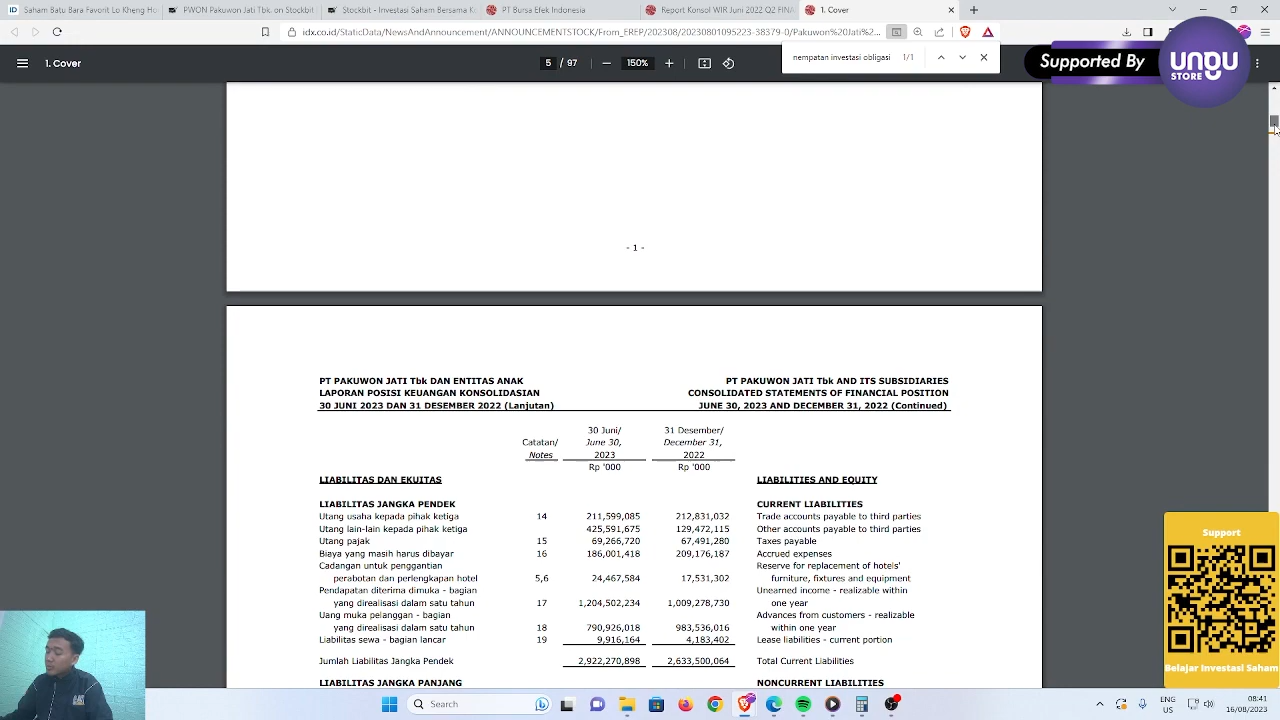 Saham Batu Bara Favorit Lo Kheng Ho
PWON Pakuwon Jati Tbk. on Stockbit
Stockbit - Investasi Saham Bersama Ko
PT Bursa Efek Indonesia
Report Konsol WIR Juni 2022 Q2 FINA
1. Cover
idx.co.id/StaticData/NewsAndAnnouncement/ANNOUNCEMENTSTOCK/From_EREP/202308/20230801095223-38379-0/Pakuwon%20Jati%2...
1. Cover
5 / 97
150%
nempatan investasi obligasi 1/1
Supported By
UNGU
STORE
- 1 -
PT PAKUWON JATI Tbk DAN ENTITAS ANAK
LAPORAN POSISI KEUANGAN KONSOLIDASIAN
30 JUNI 2023 DAN 31 DESEMBER 2022 (Lanjutan)
PT PAKUWON JATI Tbk AND ITS SUBSIDIARIES
CONSOLIDATED STATEMENTS OF FINANCIAL POSITION
JUNE 30, 2023 AND DECEMBER 31, 2022 (Continued)
30 Juni/ 31 Desember/
Catatan/ June 30, December 31,
Notes 2023 2022
Rp '000 Rp '000
LIABILITAS DAN EKUITAS LIABILITIES AND EQUITY
LIABILITAS JANGKA PENDEK CURRENT LIABILITIES
Utang usaha kepada pihak ketiga 14 211,599,085 212,831,032 Trade accounts payable to third parties
Utang lain-lain kepada pihak ketiga 425,591,675 129,472,115 Other accounts payable to third parties
Utang pajak 15 69,266,720 67,491,280 Taxes payable
Biaya yang masih harus dibayar 16 186,001,418 209,176,187 Accrued expenses
Cadangan untuk penggantian Reserve for replacement of hotels'
perabotan dan perlengkapan hotel 5,6 24,467,584 17,531,302 furniture, fixtures and equipment
Pendapatan diterima dimuka - bagian Unearned income - realizable within
yang direalisasi dalam satu tahun 17 1,204,502,234 1,009,278,730 one year
Uang muka pelanggan - bagian Advances from customers - realizable
yang direalisasi dalam satu tahun 18 790,926,018 983,536,016 within one year
Liabilitas sewa - bagian lancar 19 9,916,164 4,183,402 Lease liabilities - current portion
Jumlah Liabilitas Jangka Pendek 2,922,270,898 2,633,500,064 Total Current Liabilities
LIABILITAS JANGKA PANJANG NONCURRENT LIABILITIES
Support
Belajar Investasi Saham
Search
ENG
US
08:41
16/08/2023